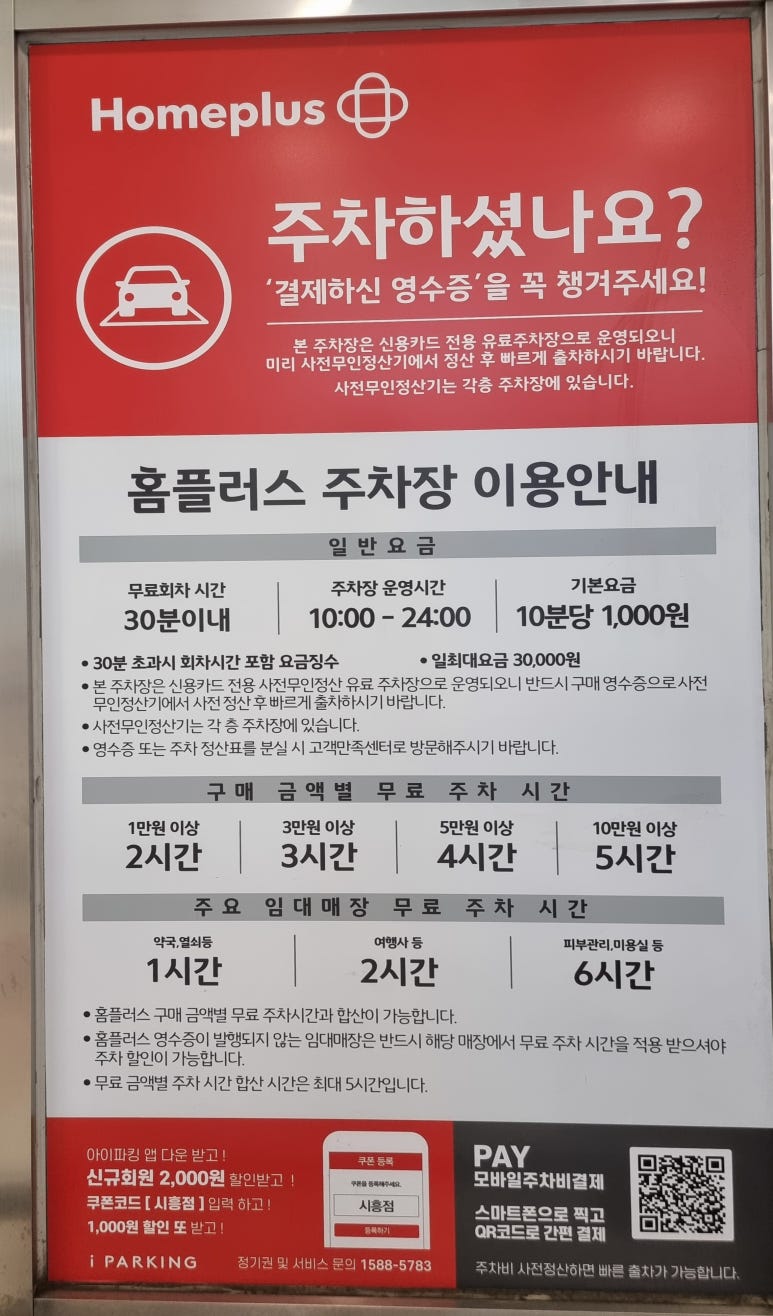 Homeplus
주차하셨나요?
'결제하신 영수증'을 꼭 챙겨주세요!
본 주차장은 신용카드 전용 유료주차장으로 운영되오니
미리 사전무인정산기에서 정산 후 빠르게 출차하시기 바랍니다.
사전무인정산기는 각층 주차장에 있습니다.
홈플러스 주차장 이용안내
일반요금
무료회차 시간
30분이내
주차장 운영시간
10:00 - 24:00
기본요금
10분당 1,000원
• 30분 초과시 회차시간 포함 요금징수
• 일최대요금 30,000원
• 본 주차장은 신용카드 전용 사전무인정산 유료 주차장으로 운영되오니 반드시 구매 영수증으로 사전
무인정산기에서 사전 정산 후 빠르게 출차하시기 바랍니다.
• 사전무인정산기는 각 층 주차장에 있습니다.
• 영수증 또는 주차 정산표를 분실 시 고객만족센터로 방문해주시기 바랍니다.
구매 금액별 무료 주차 시간
1만원 이상
2시간
3만원 이상
3시간
5만원 이상
4시간
10만원 이상
5시간
주요 임대매장 무료 주차 시간
약국,열쇠등
1시간
여행사 등
2시간
피부관리,미용실 등
6시간
• 홈플러스 구매 금액별 무료 주차시간과 합산이 가능합니다.
• 홈플러스 영수증이 발행되지 않는 임대매장은 반드시 해당 매장에서 무료 주차 시간을 적용 받으셔야
주차 할인이 가능합니다.
• 무료 금액별 주차 시간 합산 시간은 최대 5시간입니다.
아이파킹 앱 다운 받고!
신규회원 2,000원 할인받고!
쿠폰코드 [ 시흥점 ] 입력 하고!
1,000원 할인 또 받고!
i PARKING
정기권 및 서비스 문의 1588-5783
쿠폰 등록
쿠폰을 등록해주세요.
시흥점
등록하기
PAY
모바일주차비결제
스마트폰으로 찍고
QR코드로 간편 결제
주차비 사전정산하면 빠른 출차가 가능합니다.